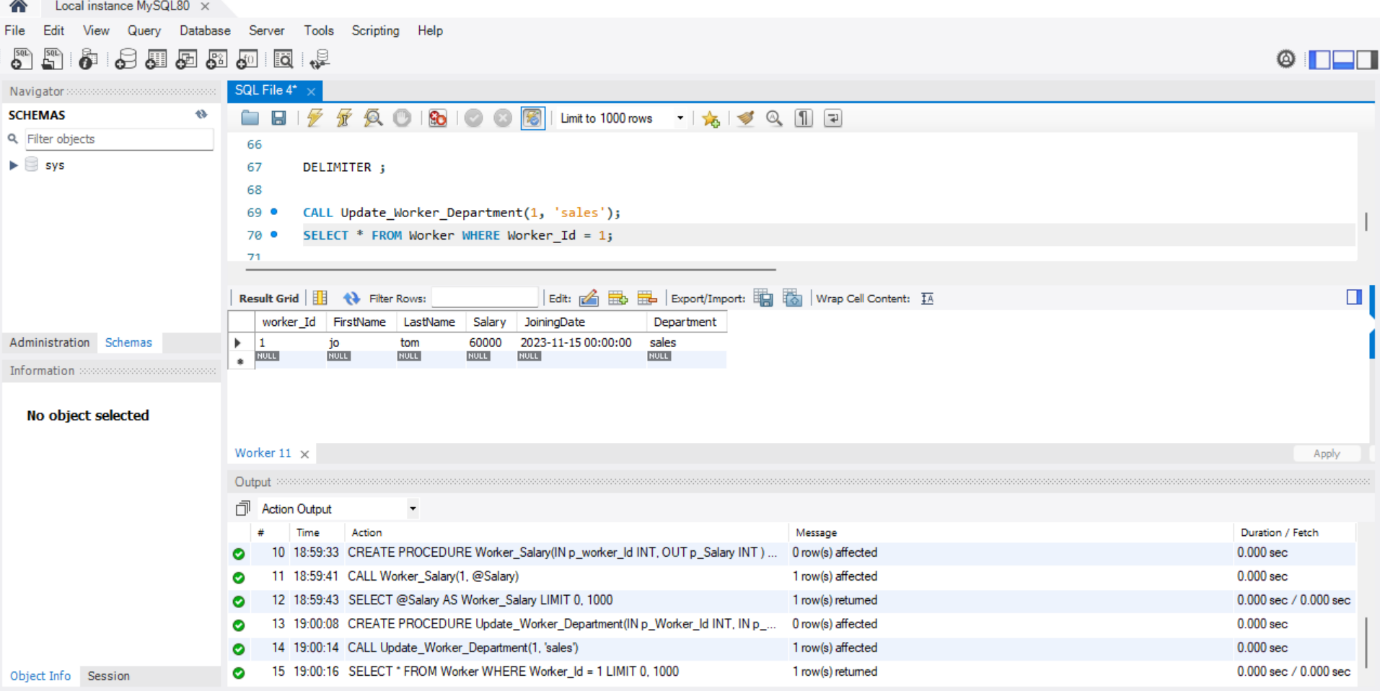 Local instance MySQL80 ×
File Edit View Query Database Server Tools Scripting Help
Navigator
SQL File 4* ×
SCHEMAS
Limit to 1000 rows
Filter objects
sys
66
67 DELIMITER ;
68
69 CALL Update_Worker_Department(1, 'sales');
70 SELECT * FROM Worker WHERE Worker_Id = 1;
71
Result Grid Filter Rows: Edit: Export/Import: Wrap Cell Content: IA
worker_Id FirstName LastName Salary JoiningDate Department
1 jo tom 60000 2023-11-15 00:00:00 sales
* NULL NULL NULL NULL NULL NULL
Administration Schemas
Information
No object selected
Worker 11 ×
Apply
Output
Action Output
# Time Action Message Duration / Fetch
10 18:59:33 CREATE PROCEDURE Worker_Salary(IN p_worker_Id INT, OUT p_Salary INT ) ... 0 row(s) affected 0.000 sec
11 18:59:41 CALL Worker_Salary(1, @Salary) 1 row(s) affected 0.000 sec
12 18:59:43 SELECT @Salary AS Worker_Salary LIMIT 0, 1000 1 row(s) returned 0.000 sec / 0.000 sec
13 19:00:08 CREATE PROCEDURE Update_Worker_Department(IN p_Worker_Id INT, IN p_... 0 row(s) affected 0.000 sec
14 19:00:14 CALL Update_Worker_Department(1, 'sales') 1 row(s) affected 0.000 sec
15 19:00:16 SELECT * FROM Worker WHERE Worker_Id = 1 LIMIT 0, 1000 1 row(s) returned 0.000 sec / 0.000 sec
Object Info Session